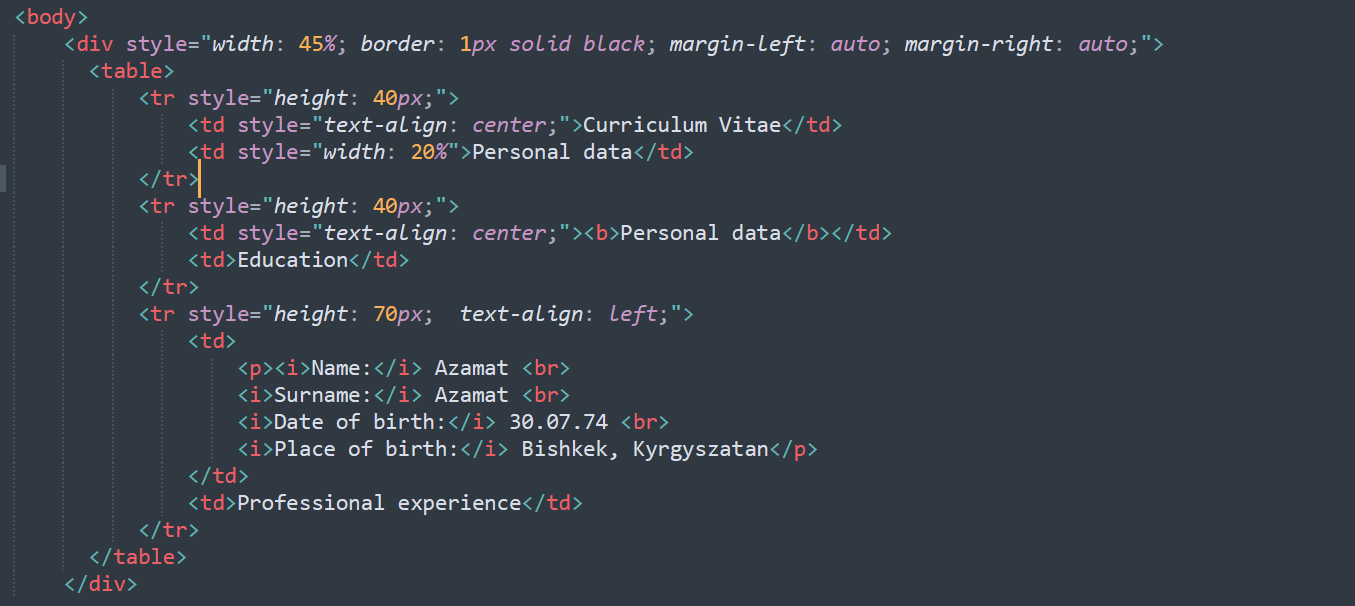 <body>
<div style="width: 45%; border: 1px solid black; margin-left: auto; margin-right: auto;">
<table>
<tr style="height: 40px;">
<td style="text-align: center;">Curriculum Vitae</td>
<td style="width: 20%">Personal data</td>
</tr>
<tr style="height: 40px;">
<td style="text-align: center;"><b>Personal data</b></td>
<td>Education</td>
</tr>
<tr style="height: 70px;  text-align: left;">
<td>
<p><i>Name:</i> Azamat <br>
<i>Surname:</i> Azamat <br>
<i>Date of birth:</i> 30.07.74 <br>
<i>Place of birth:</i> Bishkek, Kyrgyszatan</p>
</td>
<td>Professional experience</td>
</tr>
</table>
</div>